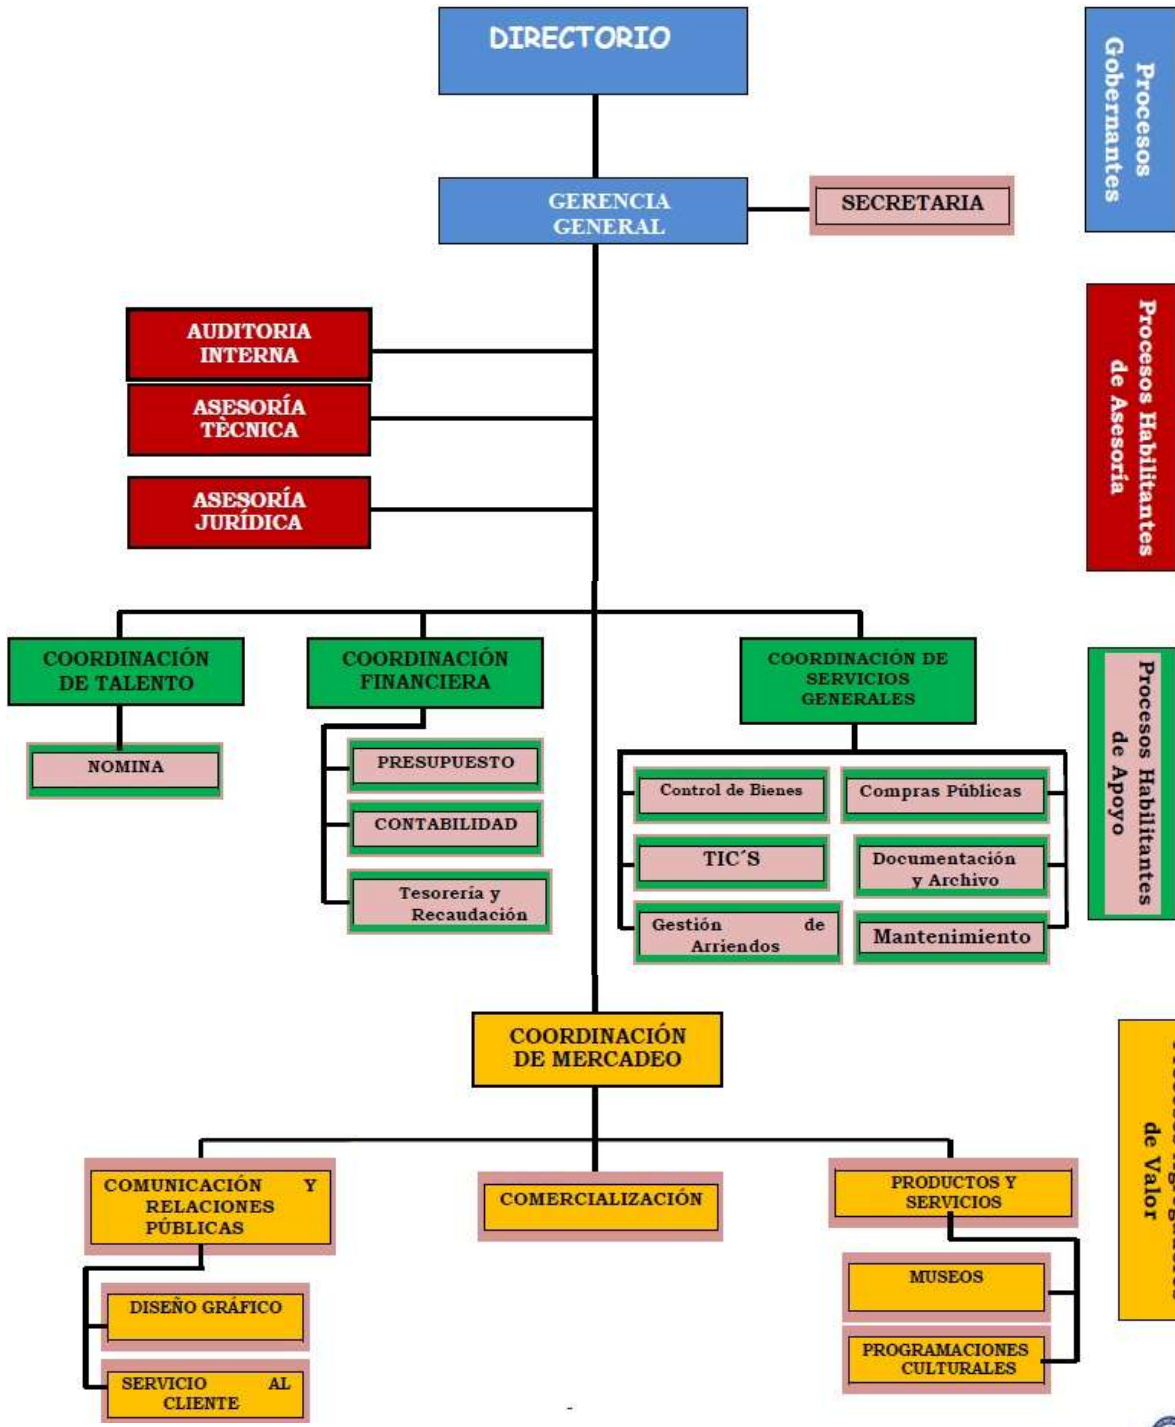 DIRECTORIO
Procesos
Gobernantes
GERENCIA
GENERAL
SECRETARIA
AUDITORIA
INTERNA
ASESORÍA
TÈCNICA
ASESORÍA
JURÍDICA
Procesos Habilitantes
de Asesoría
COORDINACIÓN
DE TALENTO
COORDINACIÓN
FINANCIERA
COORDINACIÓN DE
SERVICIOS
GENERALES
NOMINA
PRESUPUESTO
CONTABILIDAD
Tesorería y
Recaudación
Control de Bienes
Compras Públicas
TIC´S
Documentación
y Archivo
Gestión de
Arriendos
Mantenimiento
Procesos Habilitantes
de Apoyo
COORDINACIÓN
DE MERCADEO
COMUNICACIÓN Y
RELACIONES
PÚBLICAS
COMERCIALIZACIÓN
PRODUCTOS Y
SERVICIOS
DISEÑO GRÁFICO
SERVICIO AL
CLIENTE
MUSEOS
PROGRAMACIONES
CULTURALES
de Valor